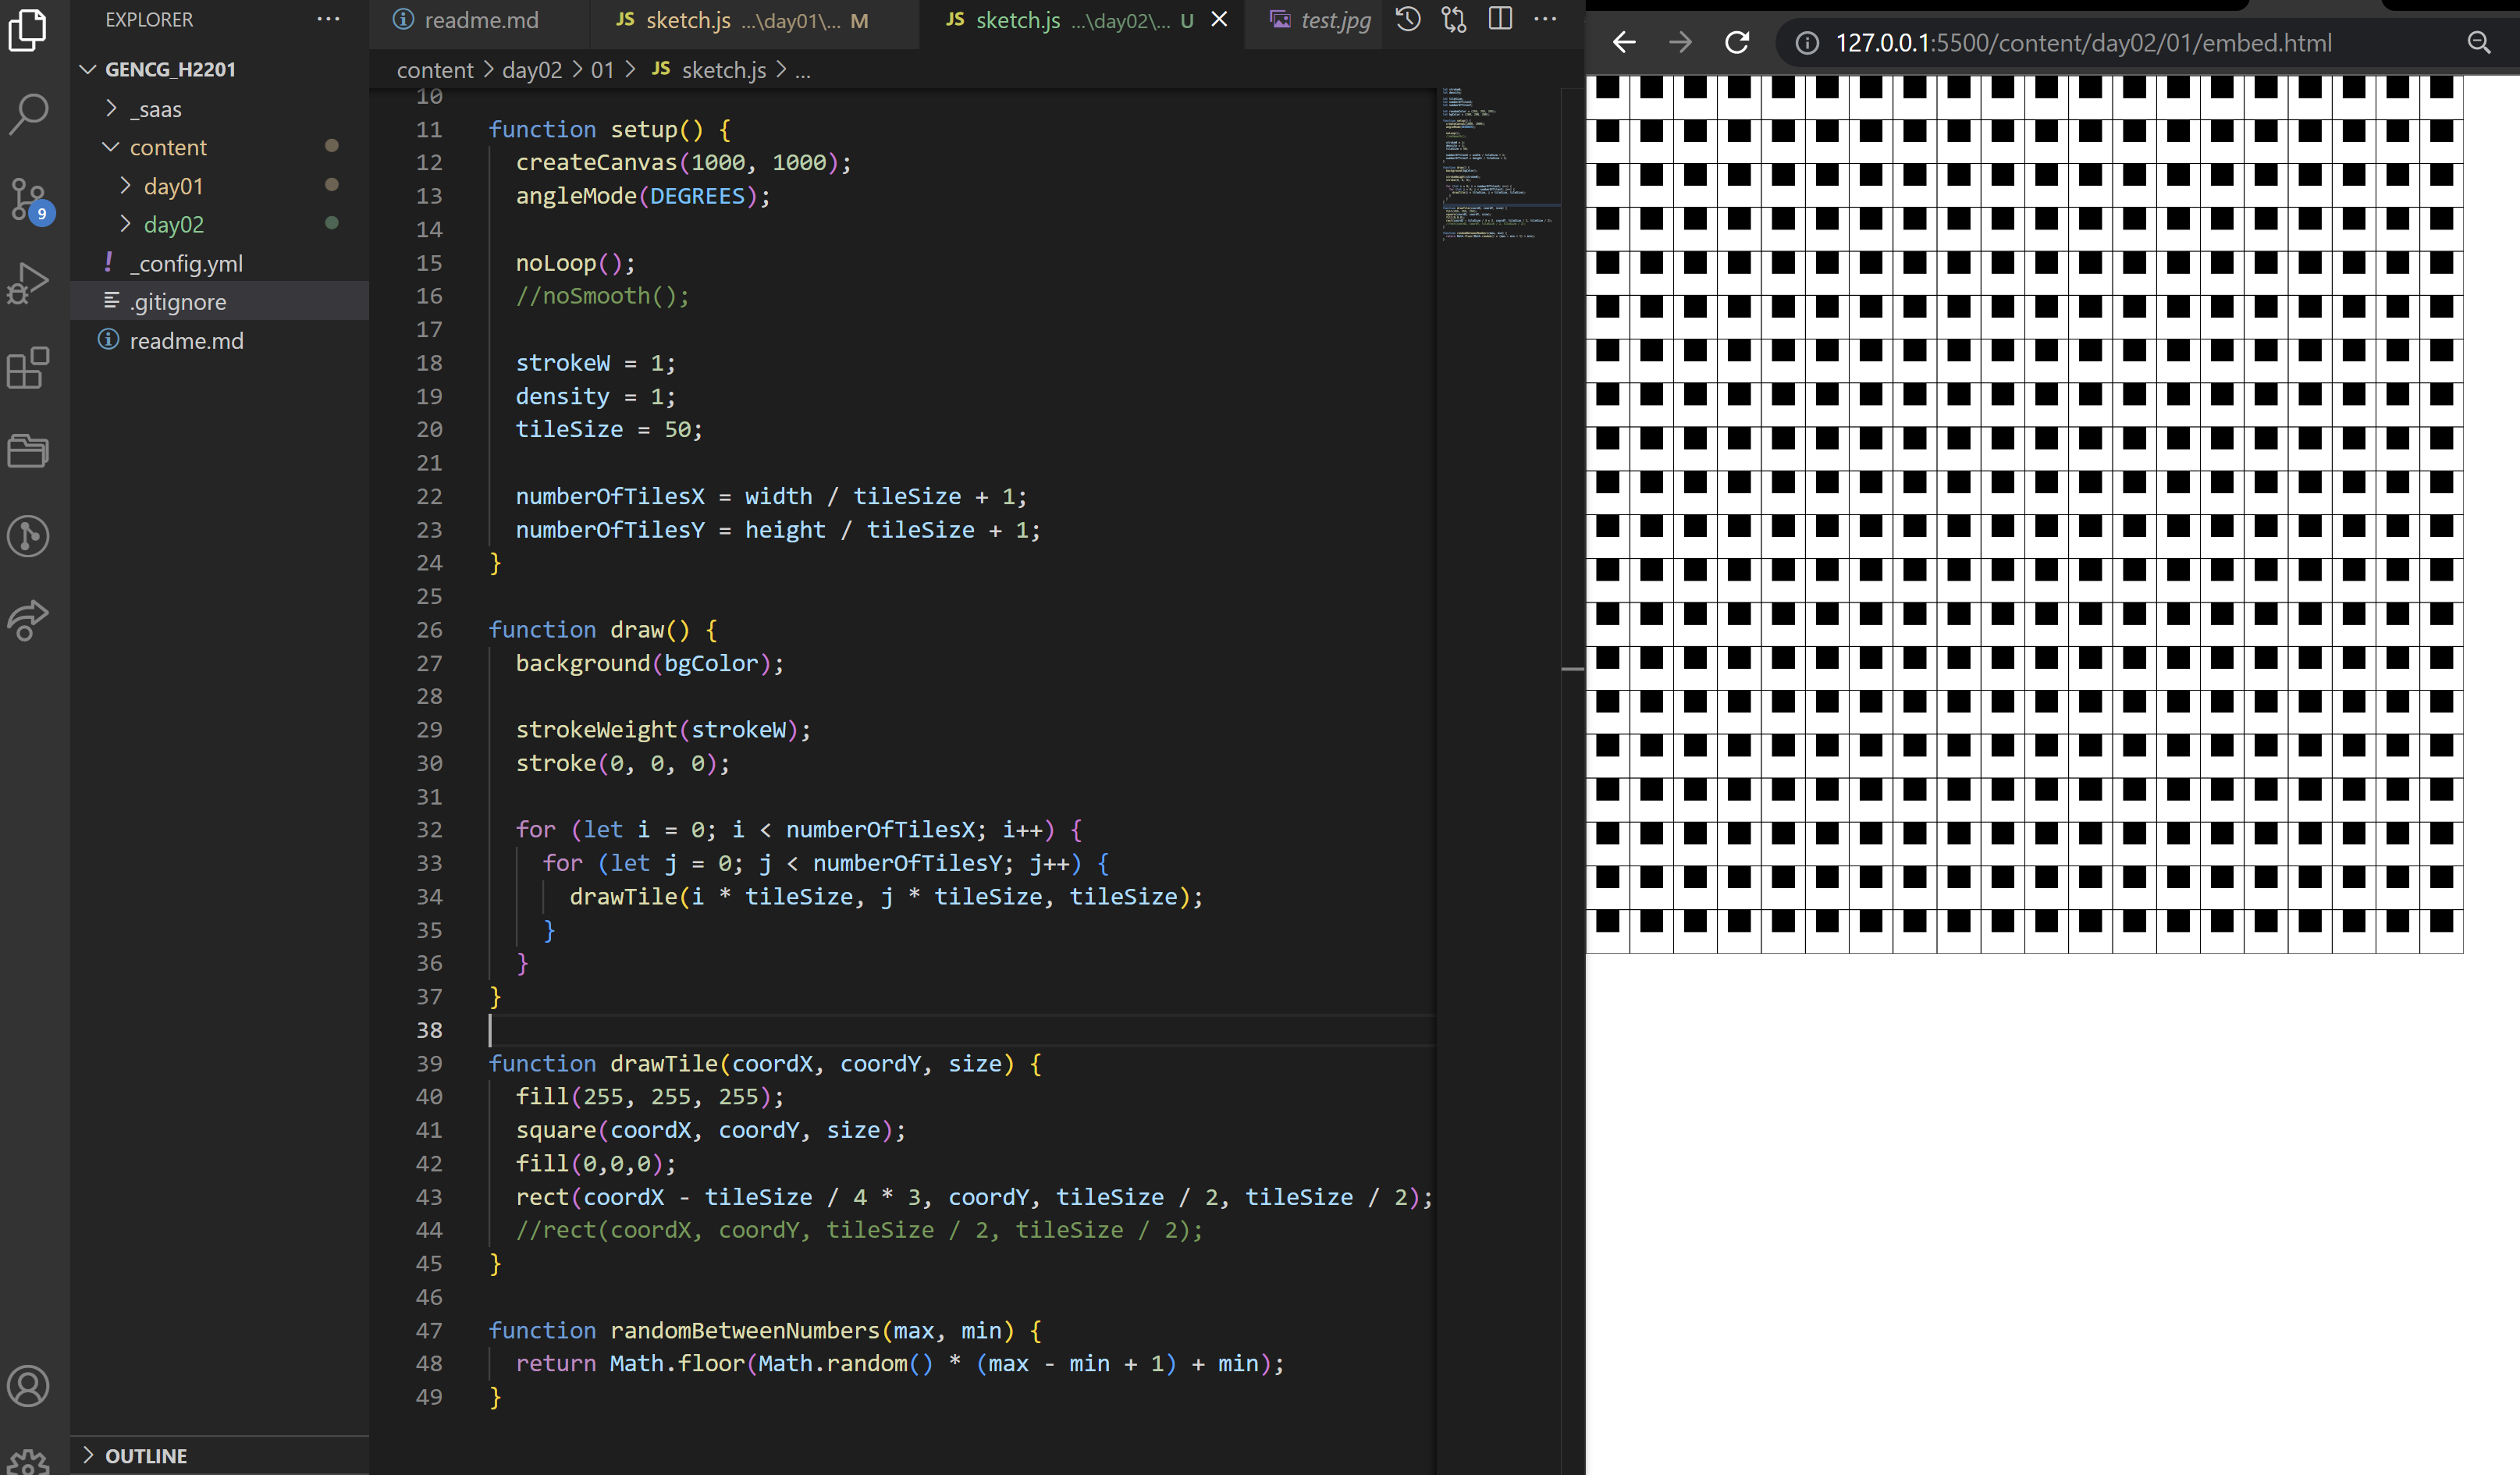 EXPLORER
GENCG_H2201
_saas
content
day01
day02
_config.yml
.gitignore
readme.md
OUTLINE
9
readme.md
JS sketch.js ...\day01\... M
JS sketch.js ...\day02\... U
test.jpg
content > day02 > 01 > JS sketch.js > ...
10
11 function setup() {
12 createCanvas(1000, 1000);
13 angleMode(DEGREES);
14
15 noLoop();
16 //noSmooth();
17
18 strokeW = 1;
19 density = 1;
20 tileSize = 50;
21
22 numberOfTilesX = width / tileSize + 1;
23 numberOfTilesY = height / tileSize + 1;
24 }
25
26 function draw() {
27 background(bgColor);
28
29 strokeWeight(strokeW);
30 stroke(0, 0, 0);
31
32 for (let i = 0; i < numberOfTilesX; i++) {
33 for (let j = 0; j < numberOfTilesY; j++) {
34 drawTile(i * tileSize, j * tileSize, tileSize);
35 }
36 }
37 }
38
39 function drawTile(coordX, coordY, size) {
40 fill(255, 255, 255);
41 square(coordX, coordY, size);
42 fill(0,0,0);
43 rect(coordX - tileSize / 4 * 3, coordY, tileSize / 2, tileSize / 2);
44 //rect(coordX, coordY, tileSize / 2, tileSize / 2);
45 }
46
47 function randomBetweenNumbers(max, min) {
48 return Math.floor(Math.random() * (max - min + 1) + min);
49 }
127.0.0.1:5500/content/day02/01/embed.html